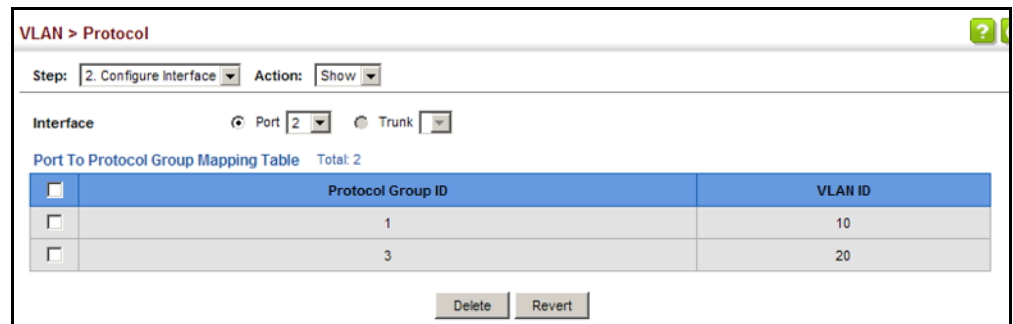 VLAN > Protocol ?
Step: 2. Configure Interface Action: Show
Interface Port 2 Trunk
Port To Protocol Group Mapping Table Total: 2
Protocol Group ID VLAN ID
1 10
3 20
Delete Revert